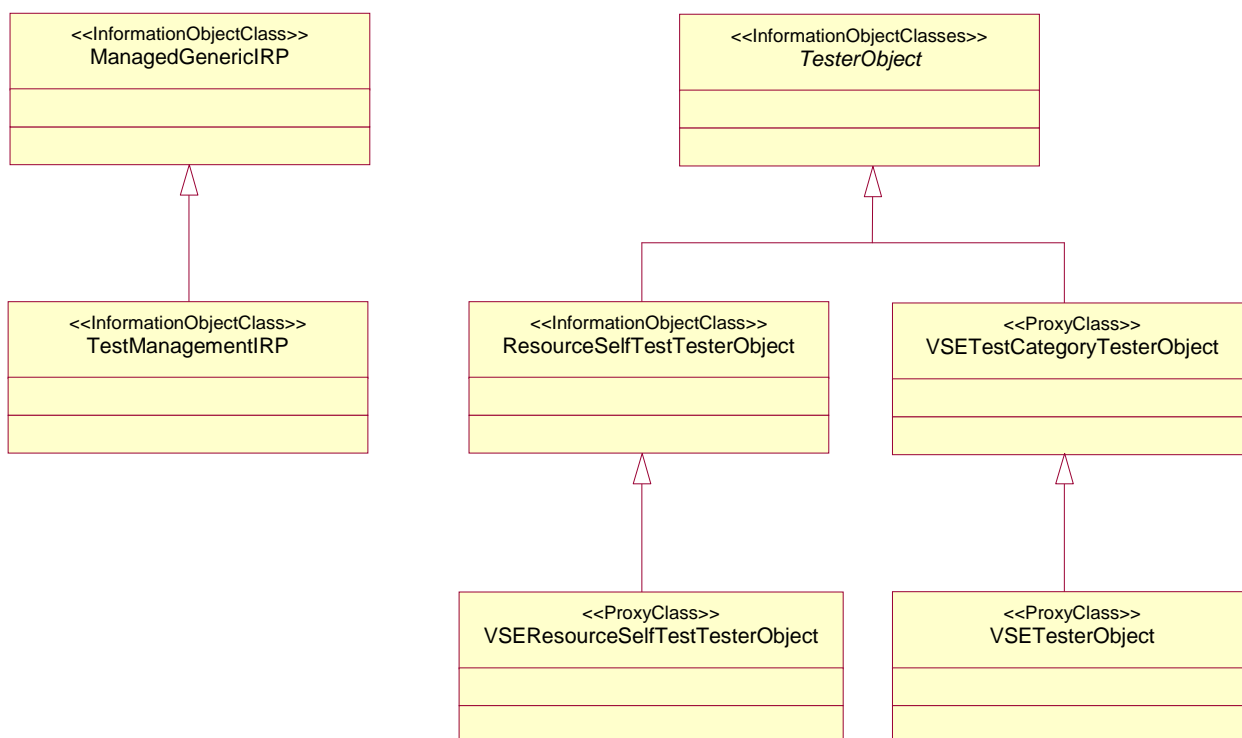 <<InformationObjectClass>>
ManagedGenericIRP
<<InformationObjectClasses>>
TesterObject
<<InformationObjectClass>>
TestManagementIRP
<<InformationObjectClass>>
ResourceSelfTestTesterObject
<<ProxyClass>>
VSETestCategoryTesterObject
<<ProxyClass>>
VSEResourceSelfTestTesterObject
<<ProxyClass>>
VSETesterObject